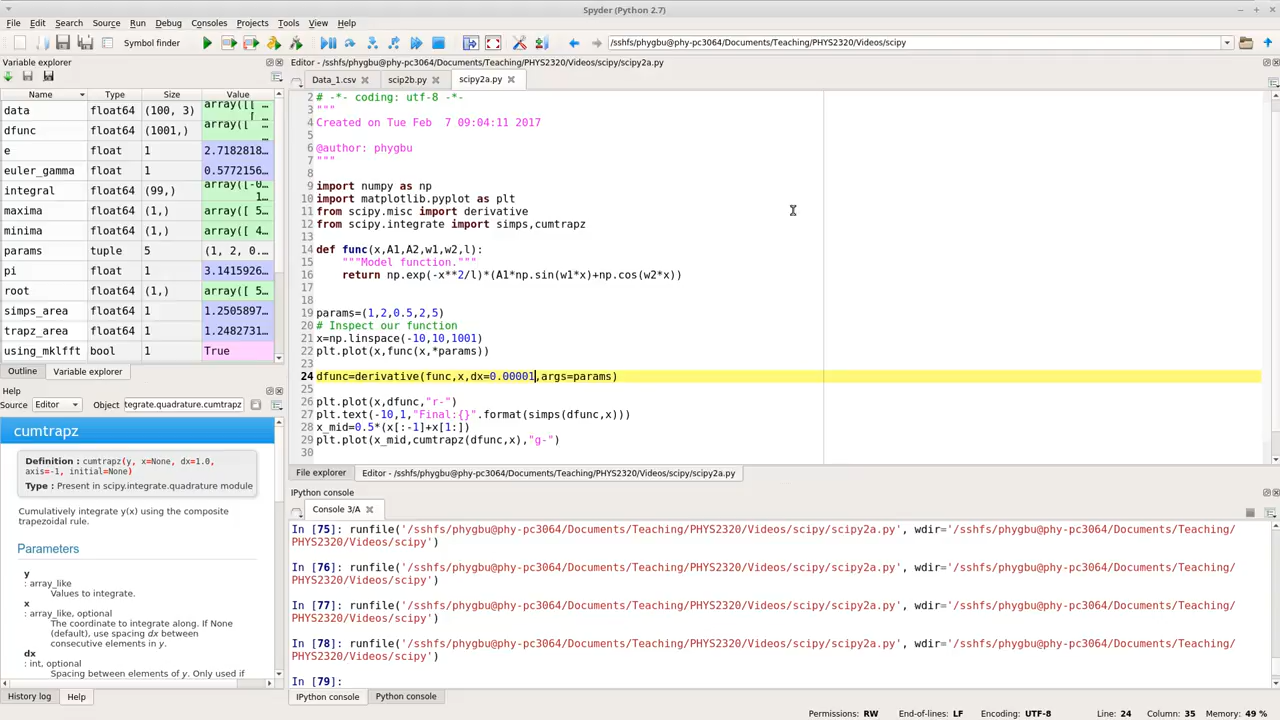 Spyder (Python 2.7)
File Edit Search Source Run Debug Consoles Projects Tools View Help
Symbol finder
/sshfs/phygbu@phy-pc3064/Documents/Teaching/PHYS2320/Videos/scipy
Variable explorer
Name Type Size Value
data float64 (100, 3) array([[ …
dfunc float64 (1001,) array([ …
e float 1 2.7182818…
euler_gamma float 1 0.5772156…
integral float64 (99,) array([-0…
maxima float64 (1,) array([ 5…
minima float64 (1,) array([ 4…
params tuple 5 (1, 2, 0.…
pi float 1 3.1415926…
root float64 (1,) array([ 5…
simps_area float64 1 1.2505897…
trapz_area float64 1 1.2482731…
using_mklfft bool 1 True
Outline Variable explorer
Help
Source Editor Object tegrate.quadrature.cumtrapz
cumtrapz
Definition : cumtrapz(y, x=None, dx=1.0,
axis=-1, initial=None)
Type : Present in scipy.integrate.quadrature module
Cumulatively integrate y(x) using the composite
trapezoidal rule.
Parameters
y
: array_like
Values to integrate.
x
: array_like, optional
The coordinate to integrate along. If None
(default), use spacing dx between
consecutive elements in y.
dx
: int, optional
Spacing between elements of y. Only used if
History log Help
Editor - /sshfs/phygbu@phy-pc3064/Documents/Teaching/PHYS2320/Videos/scipy/scipy2a.py
Data_1.csv scip2b.py scipy2a.py
2 # -*- coding: utf-8 -*-
3 """
4 Created on Tue Feb  7 09:04:11 2017
5
6 @author: phygbu
7 """
8
9 import numpy as np
10 import matplotlib.pyplot as plt
11 from scipy.misc import derivative
12 from scipy.integrate import simps,cumtrapz
13
14 def func(x,A1,A2,w1,w2,l):
15     """Model function."""
16     return np.exp(-x**2/l)*(A1*np.sin(w1*x)+np.cos(w2*x))
17
18
19 params=(1,2,0.5,2,5)
20 # Inspect our function
21 x=np.linspace(-10,10,1001)
22 plt.plot(x,func(x,*params))
23
24 dfunc=derivative(func,x,dx=0.00001,args=params)
25
26 plt.plot(x,dfunc,"r-")
27 plt.text(-10,1,"Final:{}".format(simps(dfunc,x)))
28 x_mid=0.5*(x[:-1]+x[1:])
29 plt.plot(x_mid,cumtrapz(dfunc,x),"g-")
30
File explorer Editor - /sshfs/phygbu@phy-pc3064/Documents/Teaching/PHYS2320/Videos/scipy/scipy2a.py
IPython console
Console 3/A
In [75]: runfile('/sshfs/phygbu@phy-pc3064/Documents/Teaching/PHYS2320/Videos/scipy/scipy2a.py', wdir='/sshfs/phygbu@phy-pc3064/Documents/Teaching/
PHYS2320/Videos/scipy')
In [76]: runfile('/sshfs/phygbu@phy-pc3064/Documents/Teaching/PHYS2320/Videos/scipy/scipy2a.py', wdir='/sshfs/phygbu@phy-pc3064/Documents/Teaching/
PHYS2320/Videos/scipy')
In [77]: runfile('/sshfs/phygbu@phy-pc3064/Documents/Teaching/PHYS2320/Videos/scipy/scipy2a.py', wdir='/sshfs/phygbu@phy-pc3064/Documents/Teaching/
PHYS2320/Videos/scipy')
In [78]: runfile('/sshfs/phygbu@phy-pc3064/Documents/Teaching/PHYS2320/Videos/scipy/scipy2a.py', wdir='/sshfs/phygbu@phy-pc3064/Documents/Teaching/
PHYS2320/Videos/scipy')
In [79]:
IPython console Python console
Permissions: RW End-of-lines: LF Encoding: UTF-8 Line: 24 Column: 35 Memory: 49 %